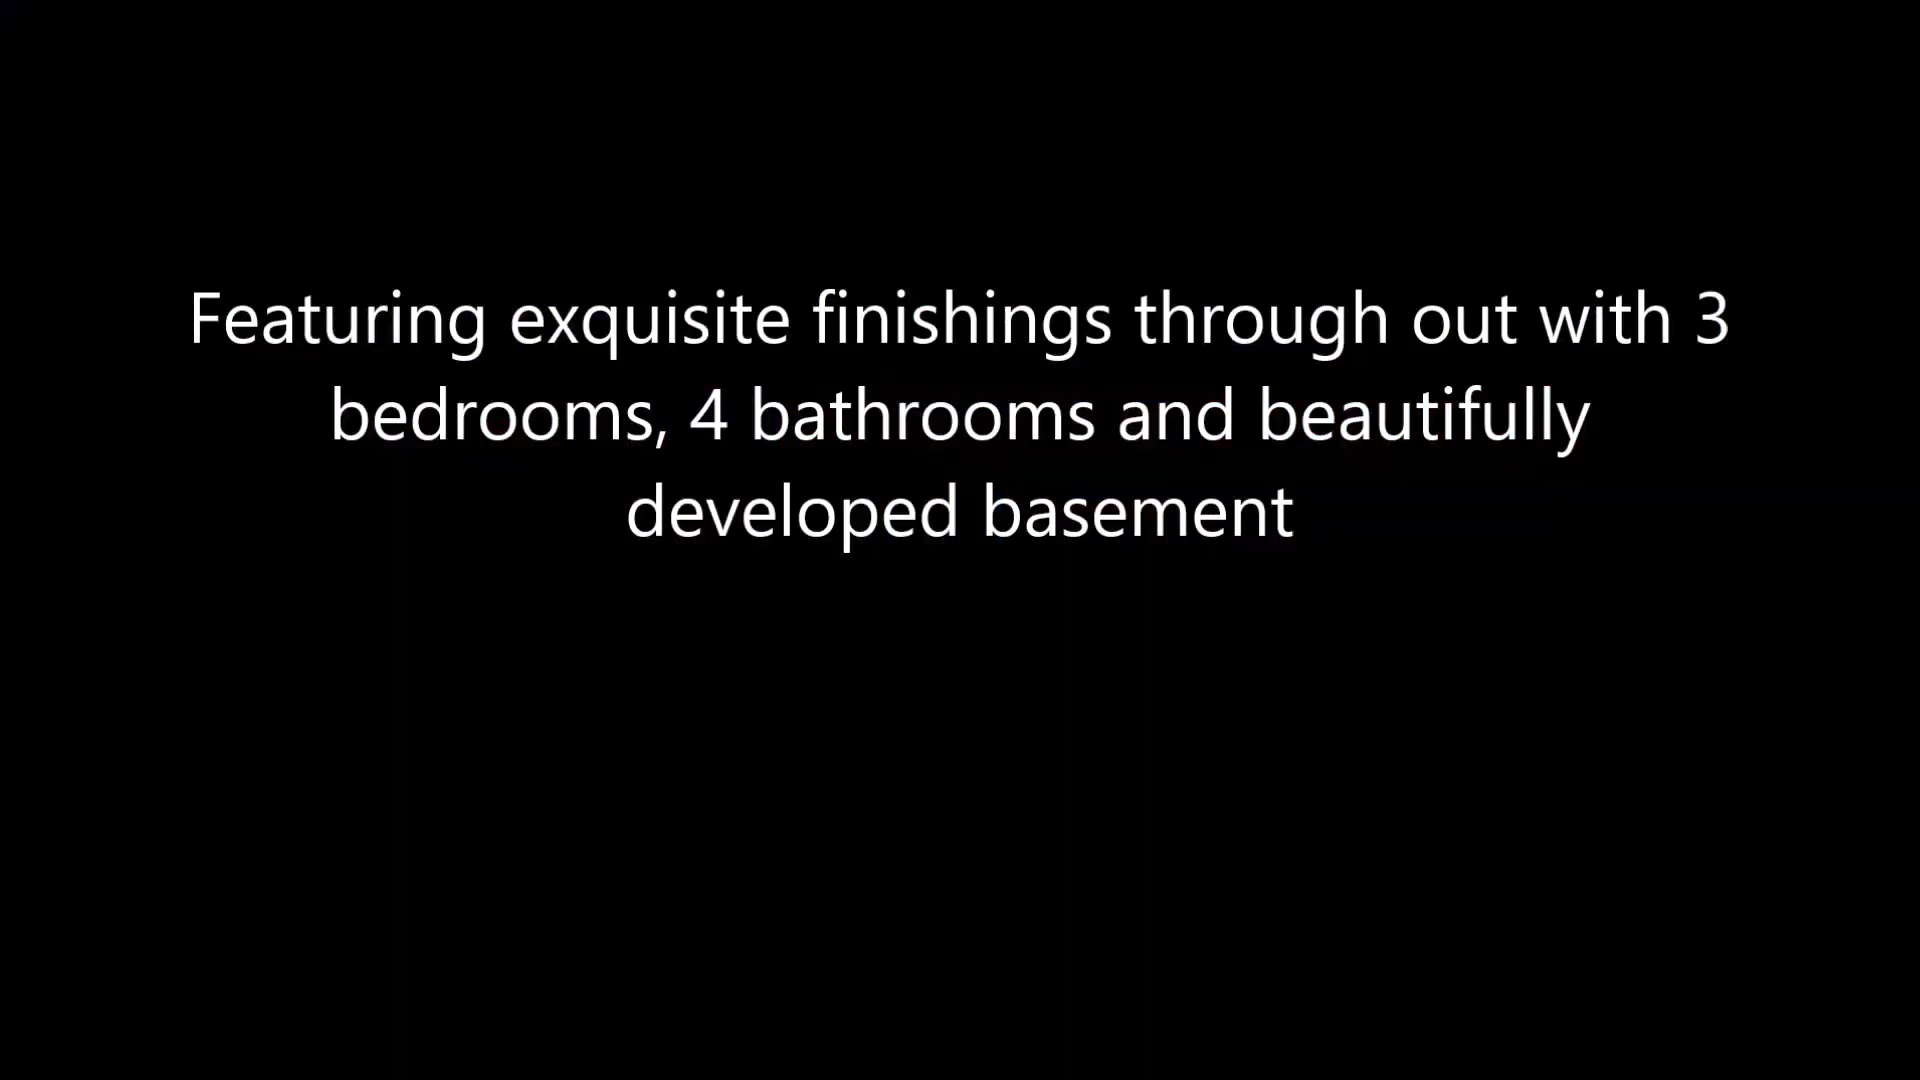 Featuring exquisite finishings through out with 3
bedrooms, 4 bathrooms and beautifully
developed basement